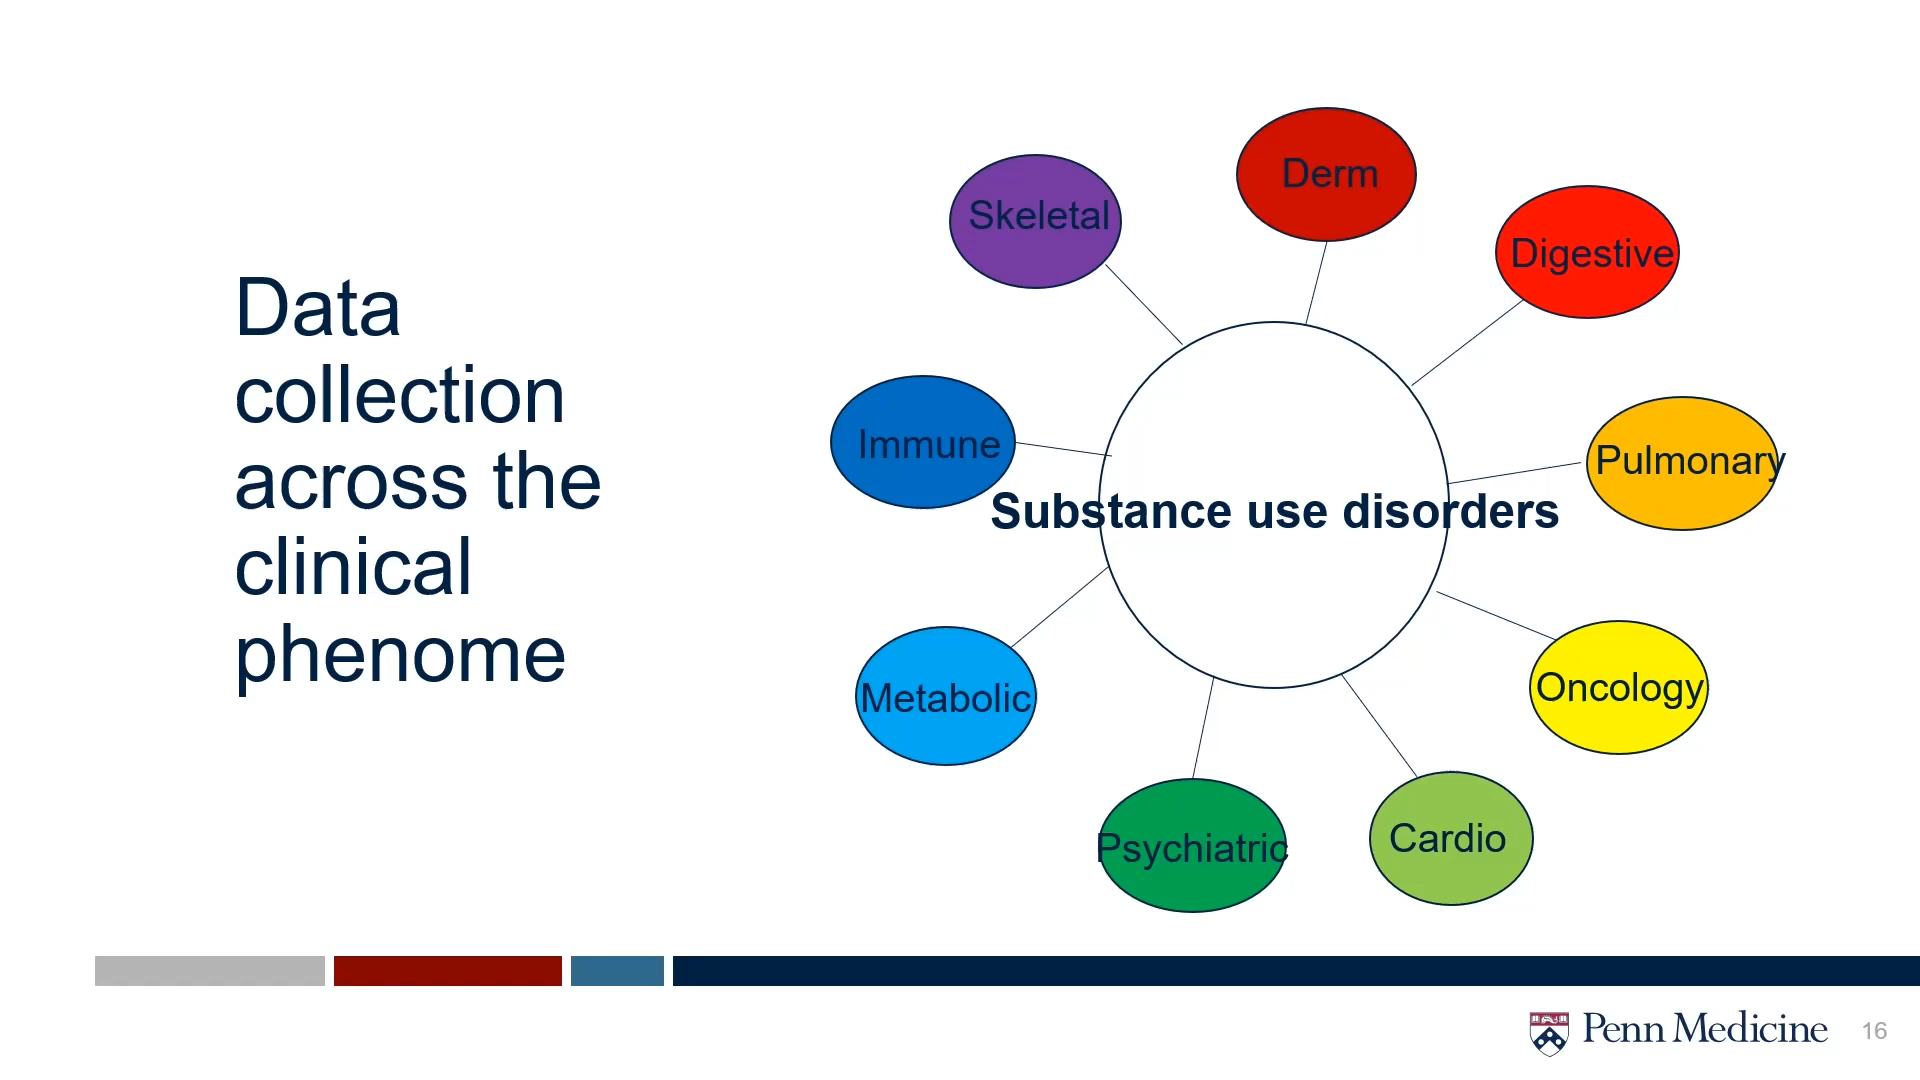 Data
collection
across the
clinical
phenome
Derm
Skeletal
Digestive
Immune
Pulmonary
Substance use disorders
Metabolic
Oncology
Psychiatric
Cardio
Penn Medicine
16